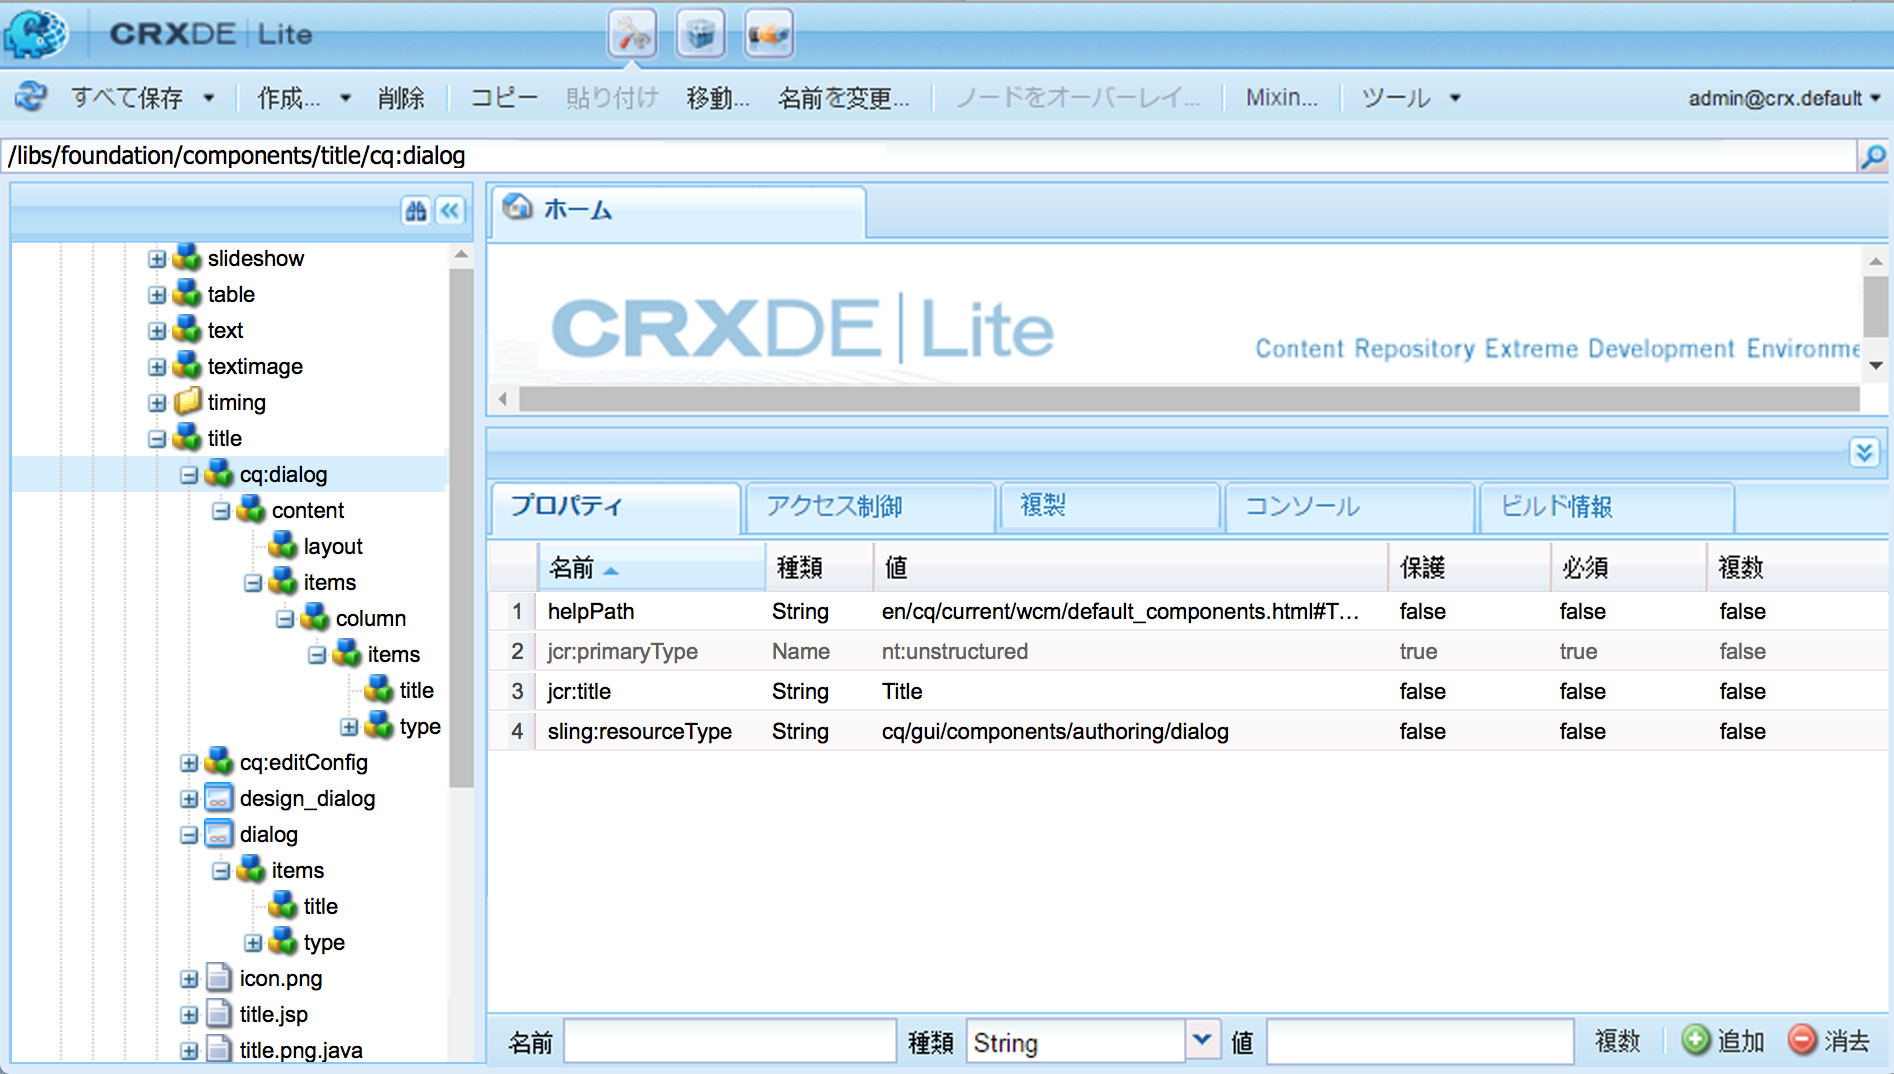 CRXDE Lite
すべて保存 作成... 削除 コピー 貼り付け 移動... 名前を変更... ノードをオーバーレイ... Mixin... ツール admin@crx.default
/libs/foundation/components/title/cq:dialog
slideshow
table
text
textimage
timing
title
cq:dialog
content
layout
items
column
items
title
type
cq:editConfig
design_dialog
dialog
items
title
type
icon.png
title.jsp
title.png.java
ホーム
CRXDE Lite
Content Repository Extreme Development Environme
プロパティ アクセス制御 複製 コンソール ビルド情報
名前 種類 値 保護 必須 複数
1 helpPath String en/cq/current/wcm/default_components.html#T... false false false
2 jcr:primaryType Name nt:unstructured true true false
3 jcr:title String Title false false false
4 sling:resourceType String cq/gui/components/authoring/dialog false false false
名前 種類 String 値 複数 追加 消去